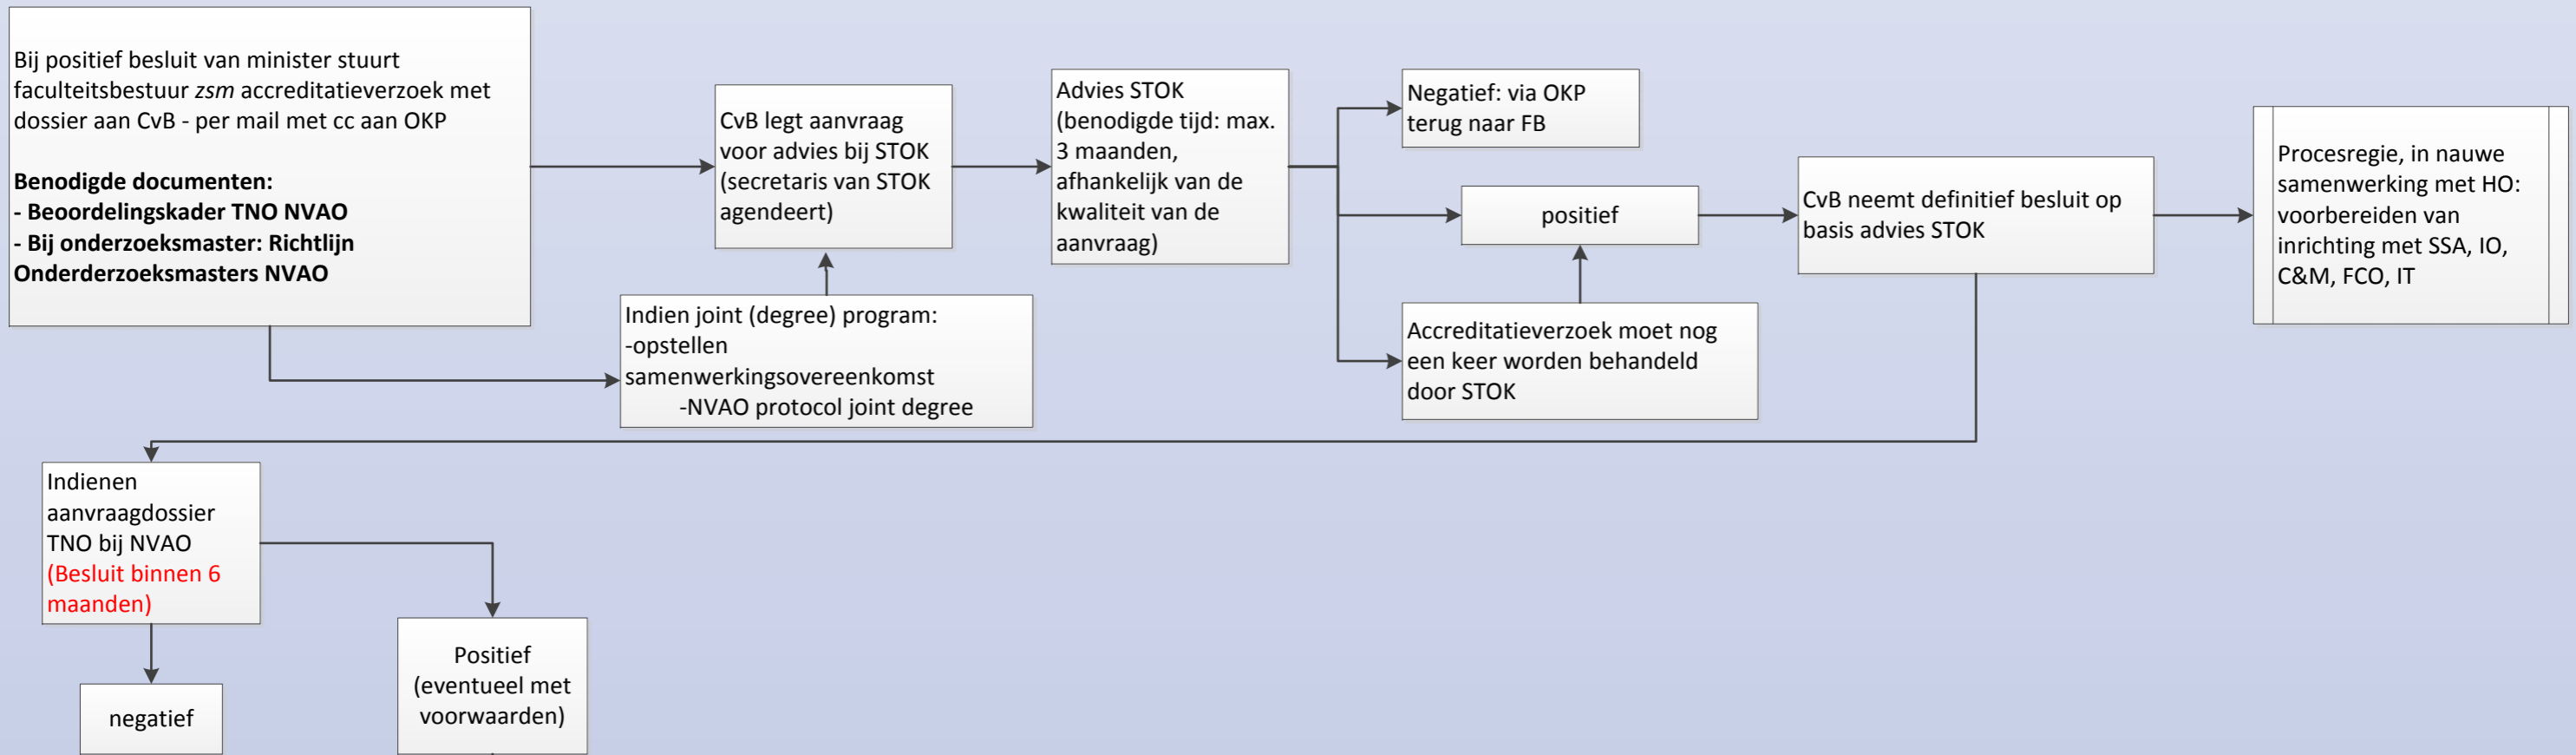 Bij positief besluit van minister stuurt
faculteitsbestuur zsm accreditatieverzoek met
dossier aan CvB - per mail met cc aan OKP
Benodigde documenten:
- Beoordelingskader TNO NVAO
- Bij onderzoeksmaster: Richtlijn
Onderderzoeksmasters NVAO
CvB legt aanvraag
voor advies bij STOK
(secretaris van STOK
agendeert)
Indien joint (degree) program:
-opstellen
samenwerkingsovereenkomst
-NVAO protocol joint degree
Advies STOK
(benodigde tijd: max.
3 maanden,
afhankelijk van de
kwaliteit van de
aanvraag)
Negatief: via OKP
terug naar FB
positief
Accreditatieverzoek moet nog
een keer worden behandeld
door STOK
CvB neemt definitief besluit op
basis advies STOK
Procesregie, in nauwe
samenwerking met HO:
voorbereiden van
inrichting met SSA, IO,
C&M, FCO, IT
Indienen
aanvraagdossier
TNO bij NVAO
(Besluit binnen 6
maanden)
negatief
Positief
(eventueel met
voorwaarden)